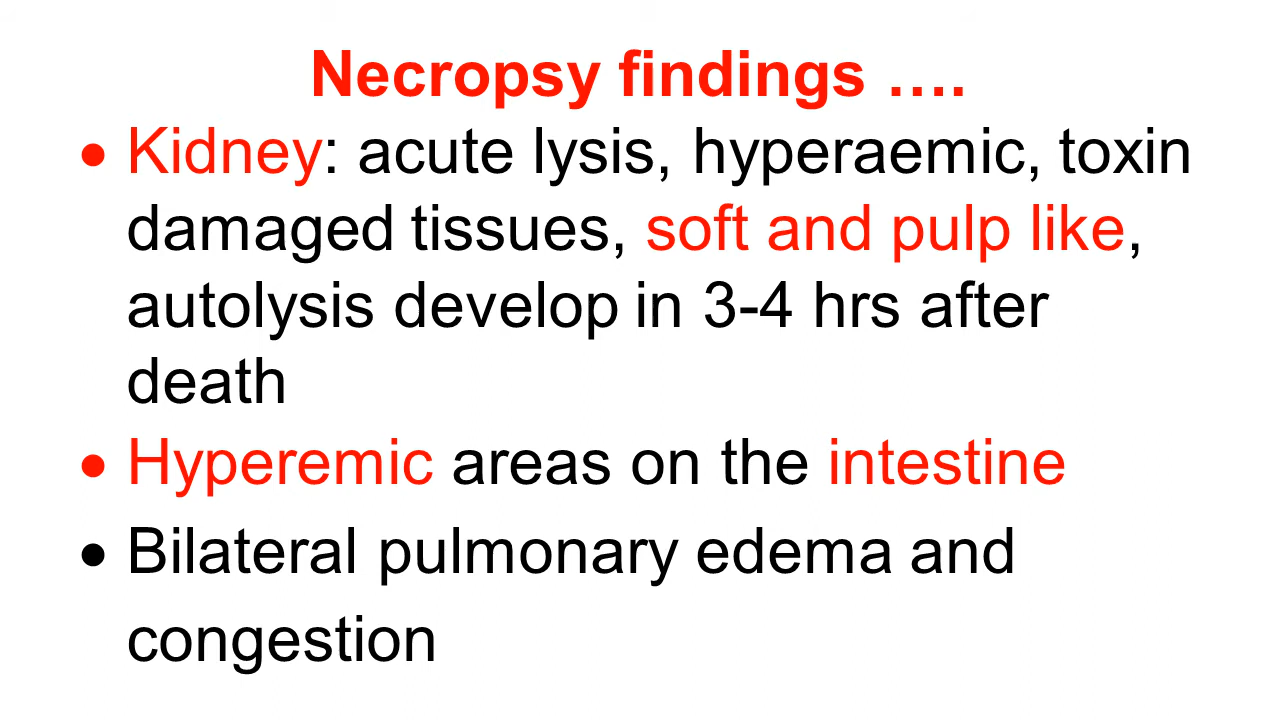 Necropsy findings ....
• Kidney: acute lysis, hyperaemic, toxin
damaged tissues, soft and pulp like,
autolysis develop in 3-4 hrs after
death
• Hyperemic areas on the intestine
• Bilateral pulmonary edema and
congestion